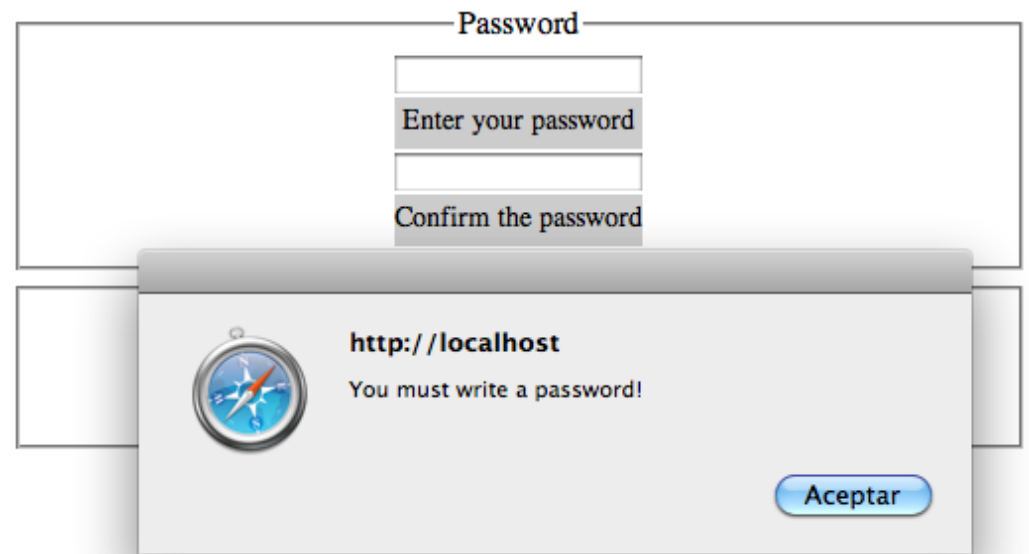 Password
Enter your password
Confirm the password
http://localhost
You must write a password!
Aceptar